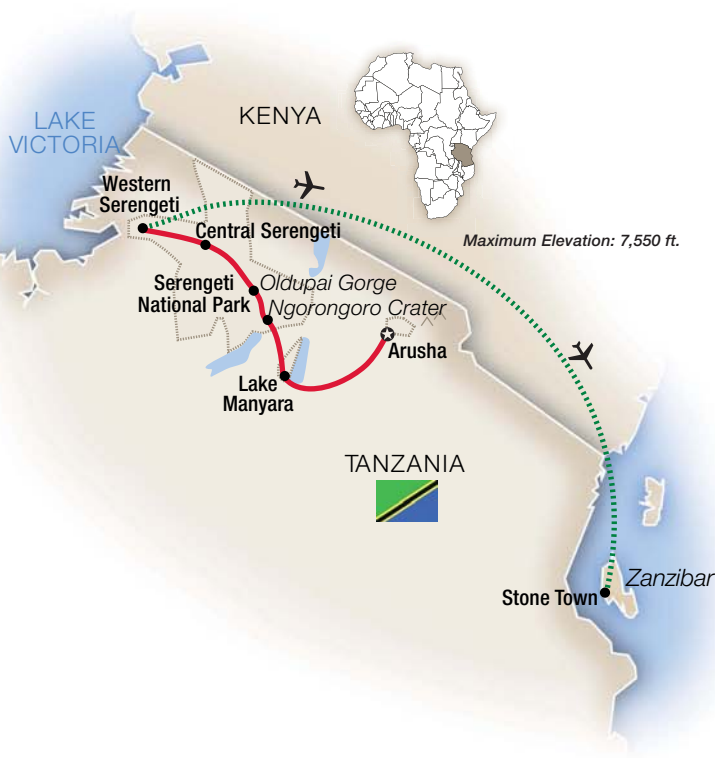 KENYA
LAKE
VICTORIA
Western
Serengeti
Central Serengeti
Maximum Elevation: 7,550 ft.
Serengeti
National Park
Oldupai Gorge
Ngorongoro Crater
Arusha
Lake
Manyara
TANZANIA
Zanzibar
Stone Town